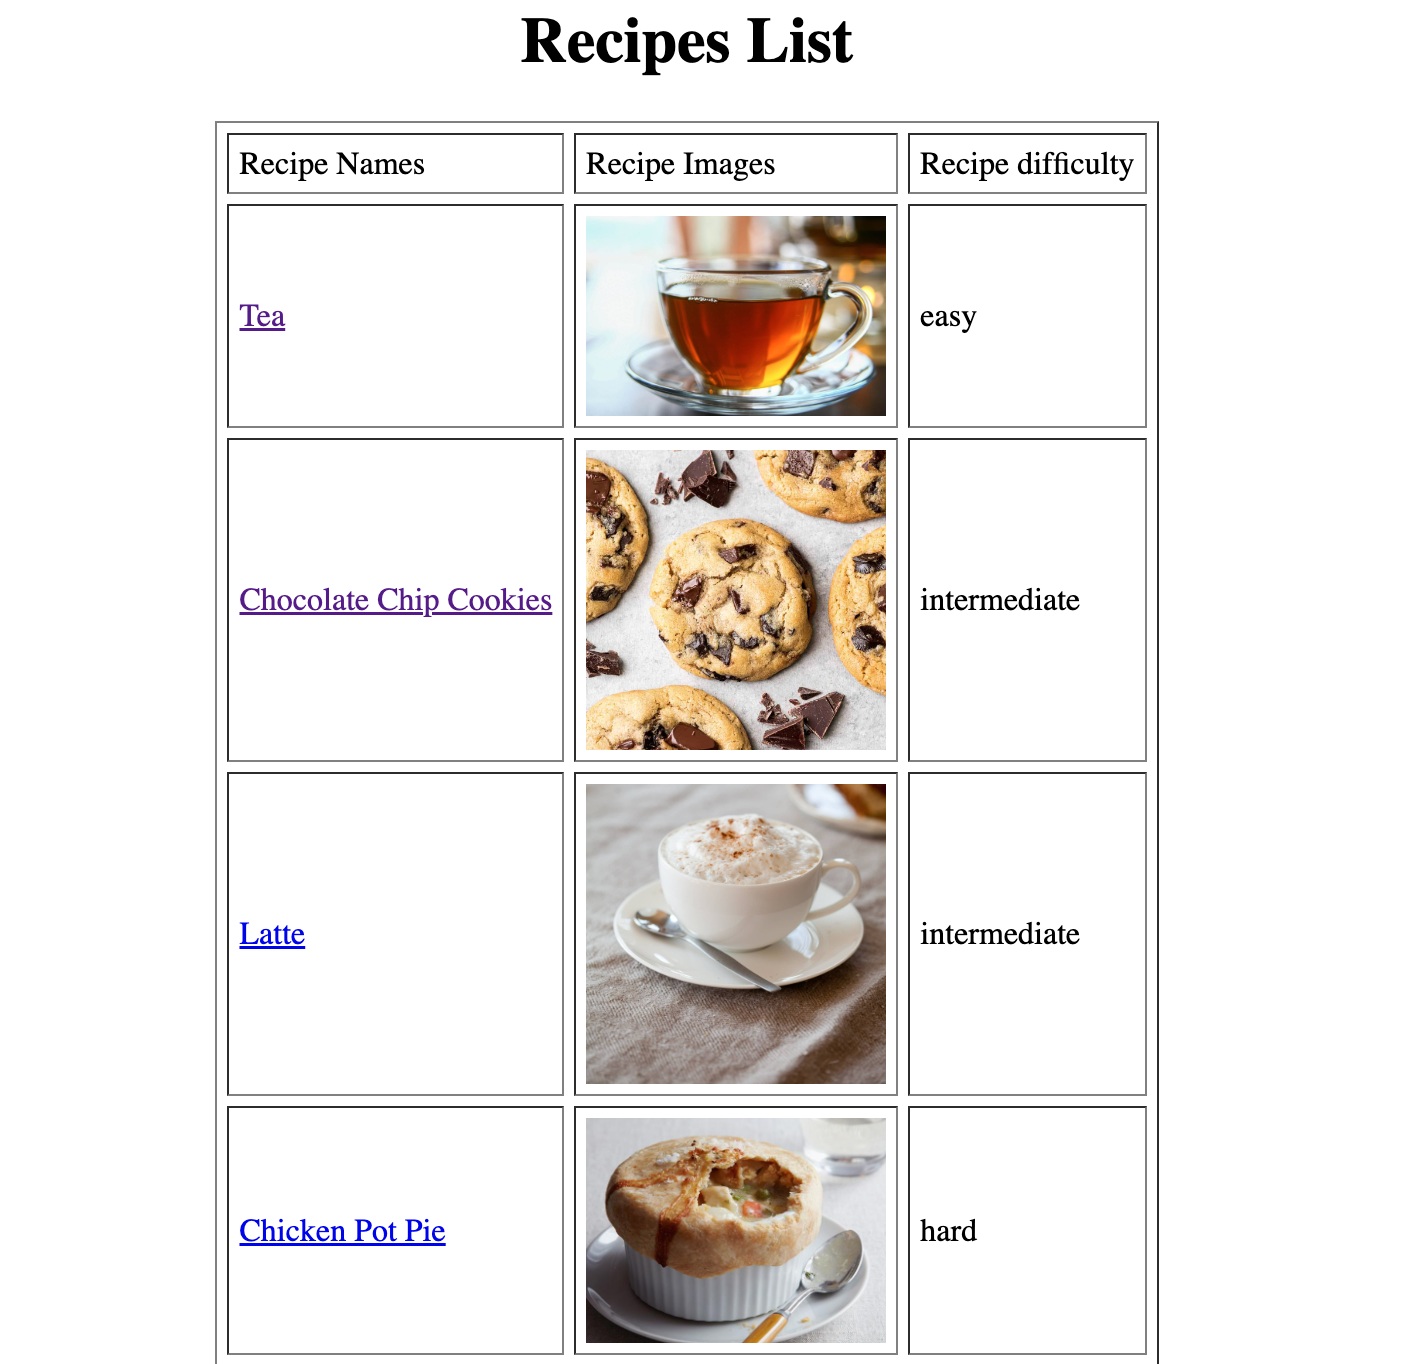 Recipes List
Recipe Names Recipe Images Recipe difficulty
Tea easy
Chocolate Chip Cookies intermediate
Latte intermediate
Chicken Pot Pie hard